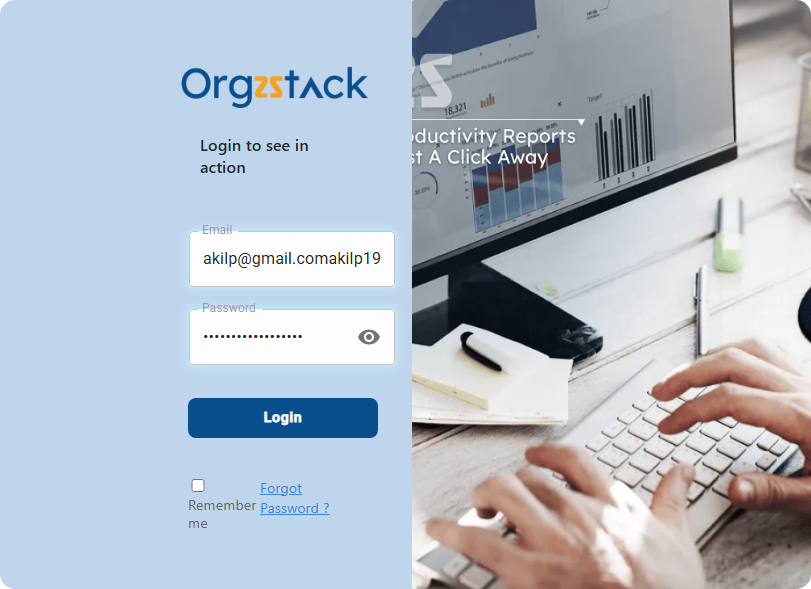 Orgzstack
Login to see in
action
Email
akilp@gmail.comakilp19
Password
Login
Remember
me
Forgot
Password ?
18,321
oductivity Reports
st A Click Away
Target